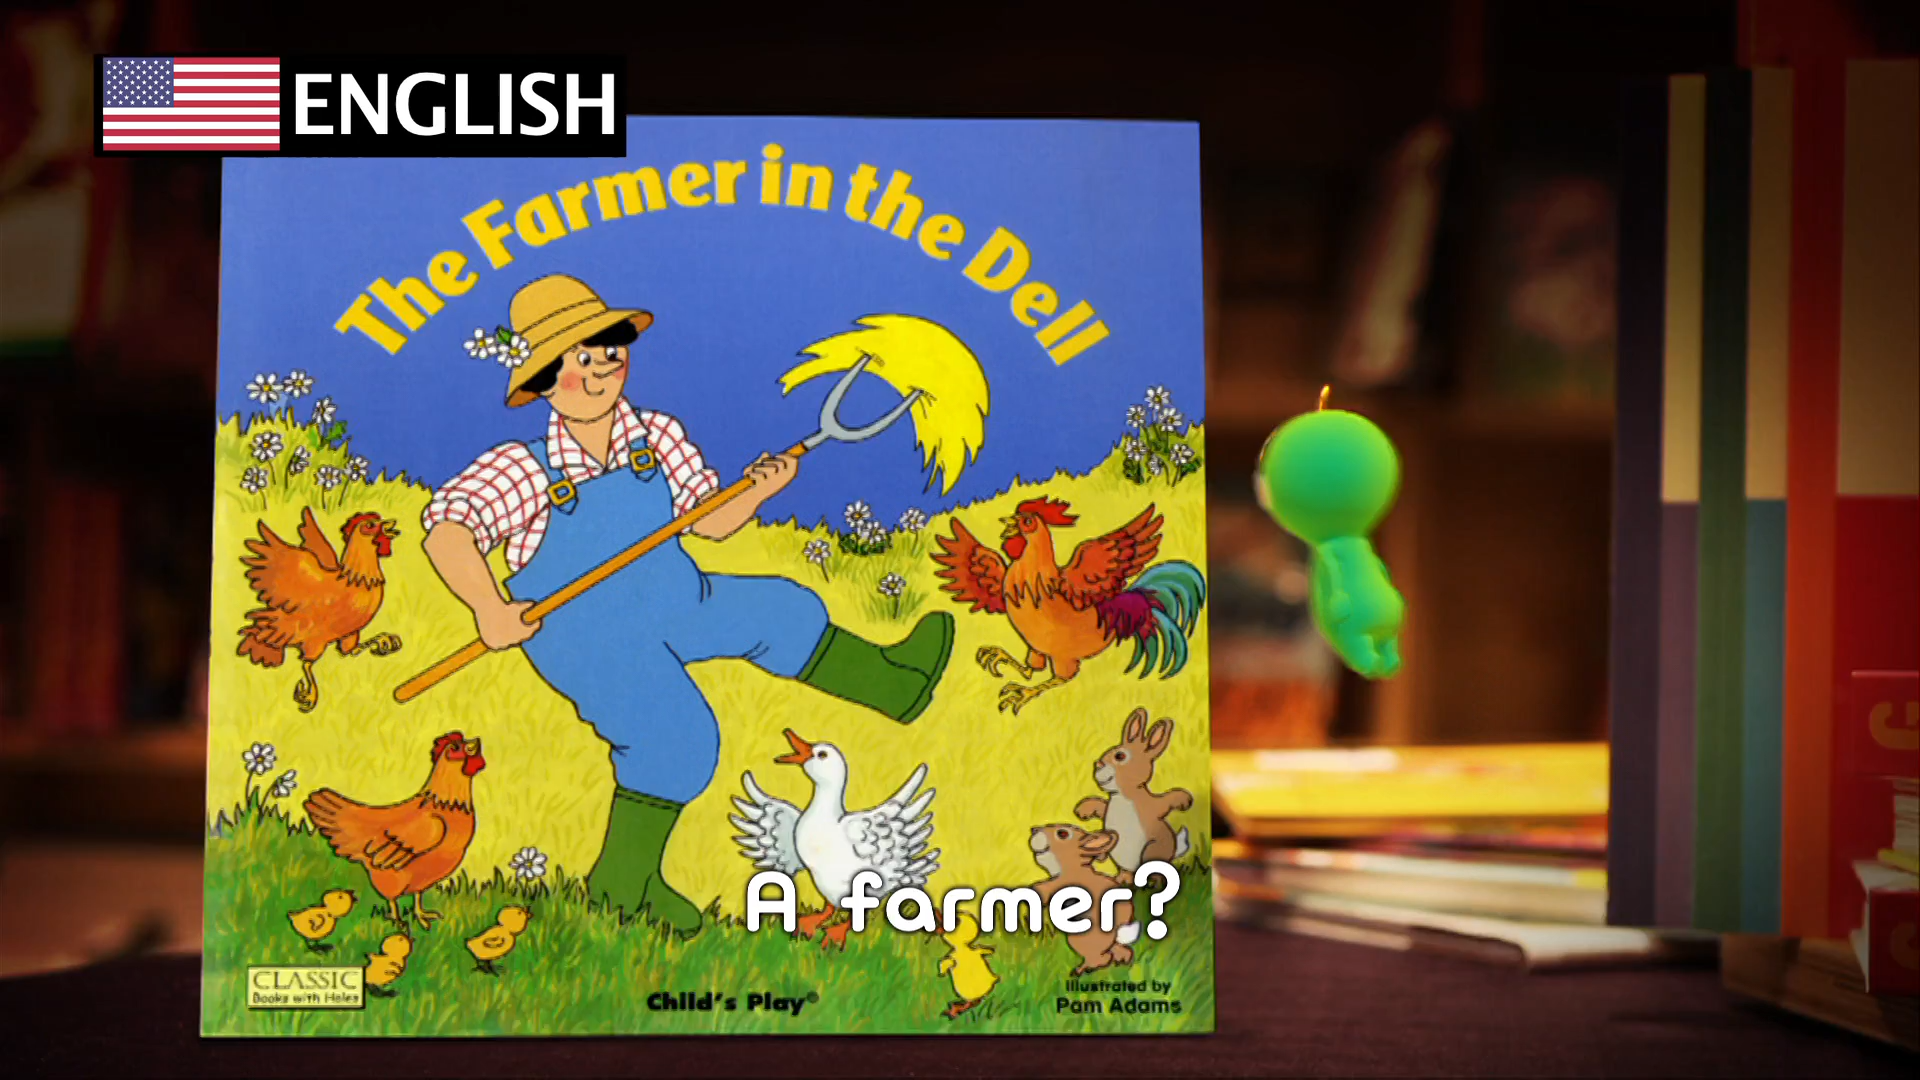 ENGLISH
The Farmer in the Dell
A farmer?
CLASSIC
Books with Holes
Child's Play®
Illustrated by
Pam Adams